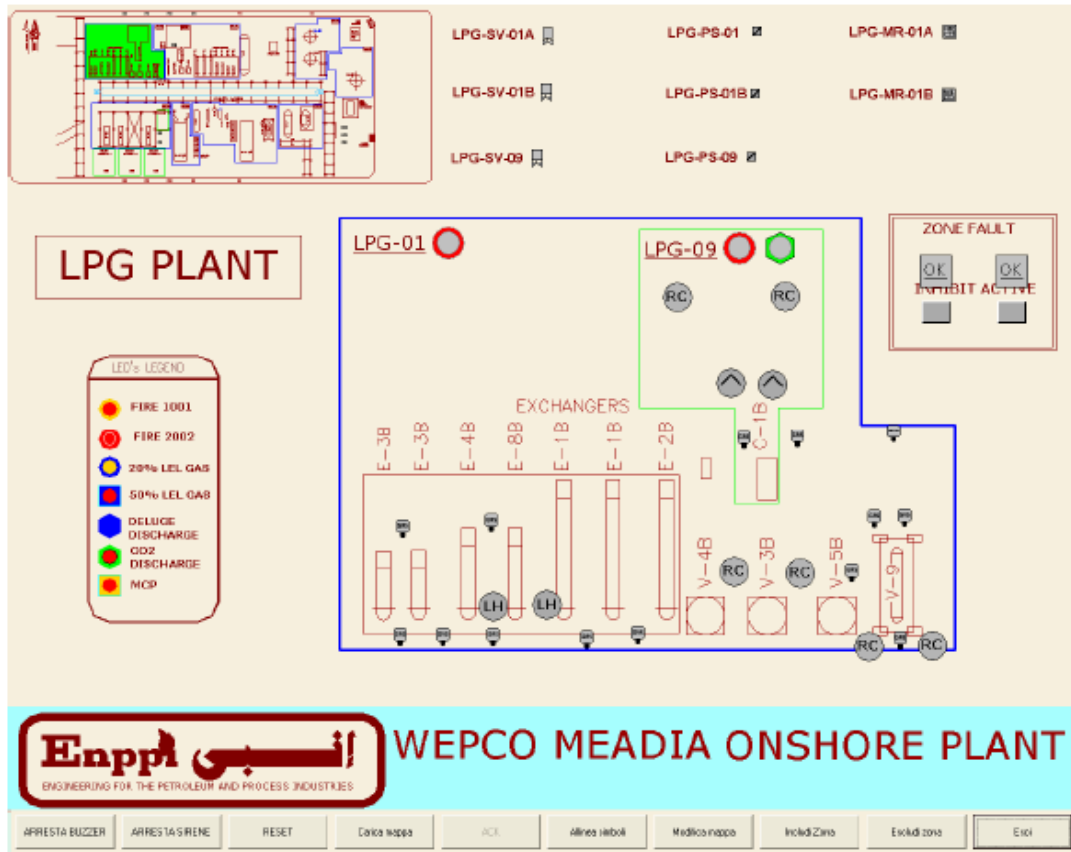 LPG-SV-01A
LPG-PS-01
LPG-MR-01A
LPG-SV-01B
LPG-PS-01B
LPG-MR-01B
LPG-SV-09
LPG-PS-09
LPG PLANT
LPG-01
LPG-09
ZONE FAULT
OK OK
INHIBIT ACTIVE
RC RC
LED's LEGEND
FIRE 1001
FIRE 2002
20% LEL GAS
50% LEL GAS
DELUGE
DISCHARGE
CO2
DISCHARGE
MCP
EXCHANGERS
E-3B
E-3B
E-4B
E-8B
E-1B
E-1B
E-2B
C-1B
V-4B
V-3B
V-5B
V-9
RC RC
LH LH
RC RC
Enppi إنبي
ENGINEERING FOR THE PETROLEUM AND PROCESS INDUSTRIES
WEPCO MEADIA ONSHORE PLANT
ARRESTA BUZZER
ARRESTA SIRENE
RESET
Carica mappa
ACK
Allinea simboli
Modifica mappa
Includi Zona
Escludi zona
Esci